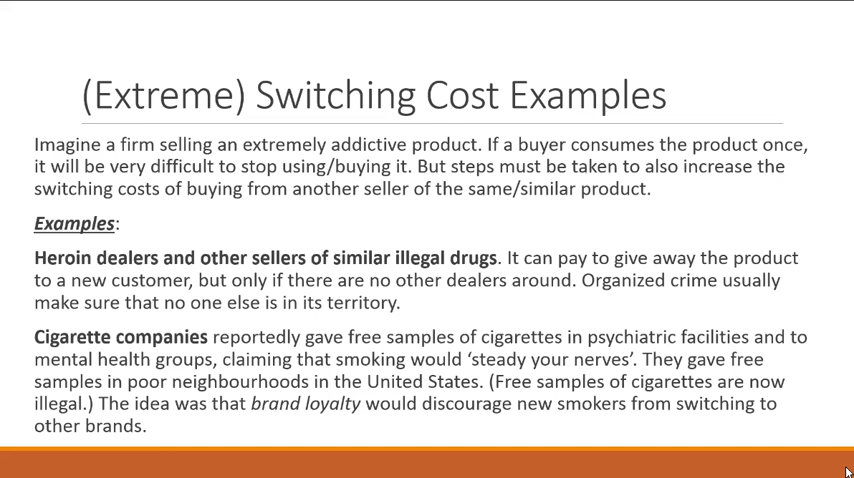 (Extreme) Switching Cost Examples
Imagine a firm selling an extremely addictive product. If a buyer consumes the product once,
it will be very difficult to stop using/buying it. But steps must be taken to also increase the
switching costs of buying from another seller of the same/similar product.
Examples:
Heroin dealers and other sellers of similar illegal drugs. It can pay to give away the product
to a new customer, but only if there are no other dealers around. Organized crime usually
make sure that no one else is in its territory.
Cigarette companies reportedly gave free samples of cigarettes in psychiatric facilities and to
mental health groups, claiming that smoking would ‘steady your nerves’. They gave free
samples in poor neighbourhoods in the United States. (Free samples of cigarettes are now
illegal.) The idea was that brand loyalty would discourage new smokers from switching to
other brands.